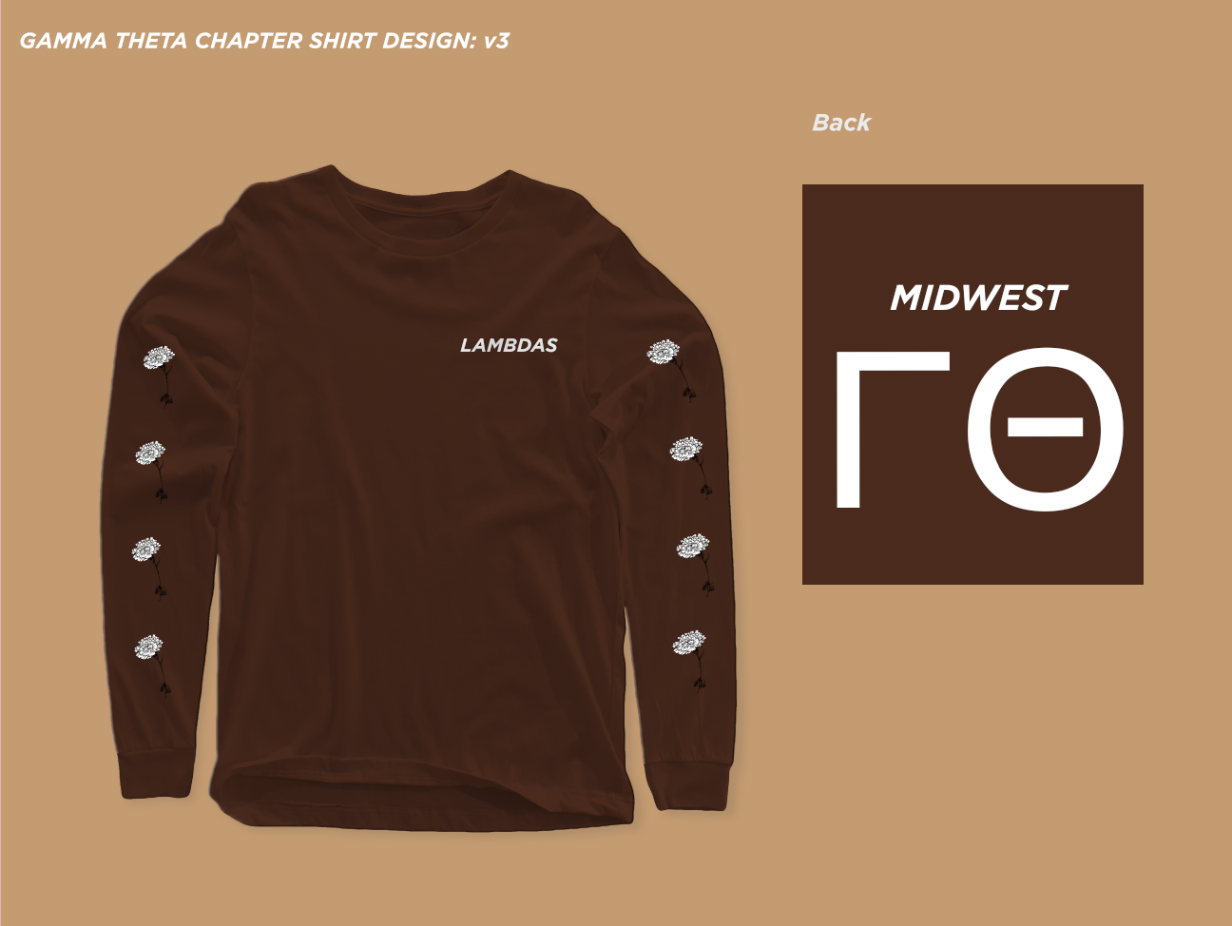 GAMMA THETA CHAPTER SHIRT DESIGN: v3
Back
LAMBDAS
MIDWEST
ΓΘ